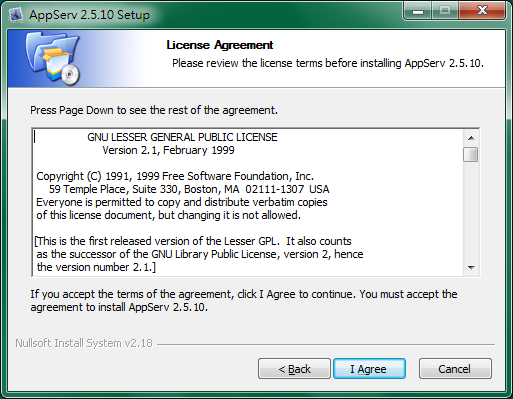 AppServ 2.5.10 Setup
License Agreement
Please review the license terms before installing AppServ 2.5.10.
Press Page Down to see the rest of the agreement.
GNU LESSER GENERAL PUBLIC LICENSE
Version 2.1, February 1999
Copyright (C) 1991, 1999 Free Software Foundation, Inc.
59 Temple Place, Suite 330, Boston, MA  02111-1307  USA
Everyone is permitted to copy and distribute verbatim copies
of this license document, but changing it is not allowed.
[This is the first released version of the Lesser GPL.  It also counts
as the successor of the GNU Library Public License, version 2, hence
the version number 2.1.]
If you accept the terms of the agreement, click I Agree to continue. You must accept the
agreement to install AppServ 2.5.10.
Nullsoft Install System v2.18
< Back
I Agree
Cancel